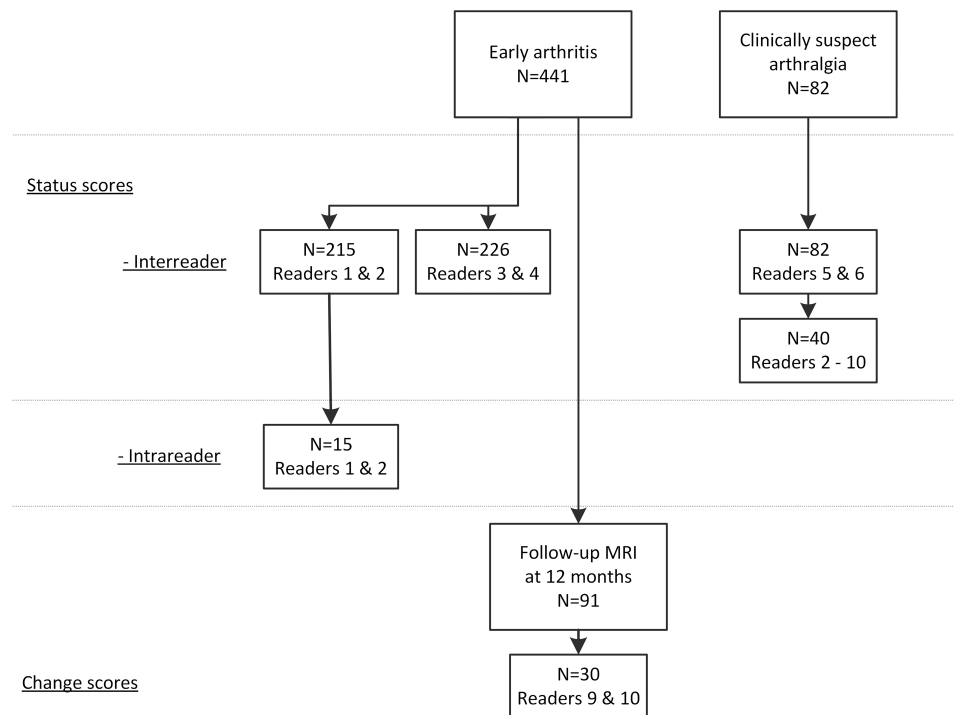 Early arthritis
N=441
Clinically suspect
arthralgia
N=82
Status scores
- Interreader
N=215
Readers 1 & 2
N=226
Readers 3 & 4
N=82
Readers 5 & 6
N=40
Readers 2 - 10
- Intrareader
N=15
Readers 1 & 2
Follow-up MRI
at 12 months
N=91
Change scores
N=30
Readers 9 & 10